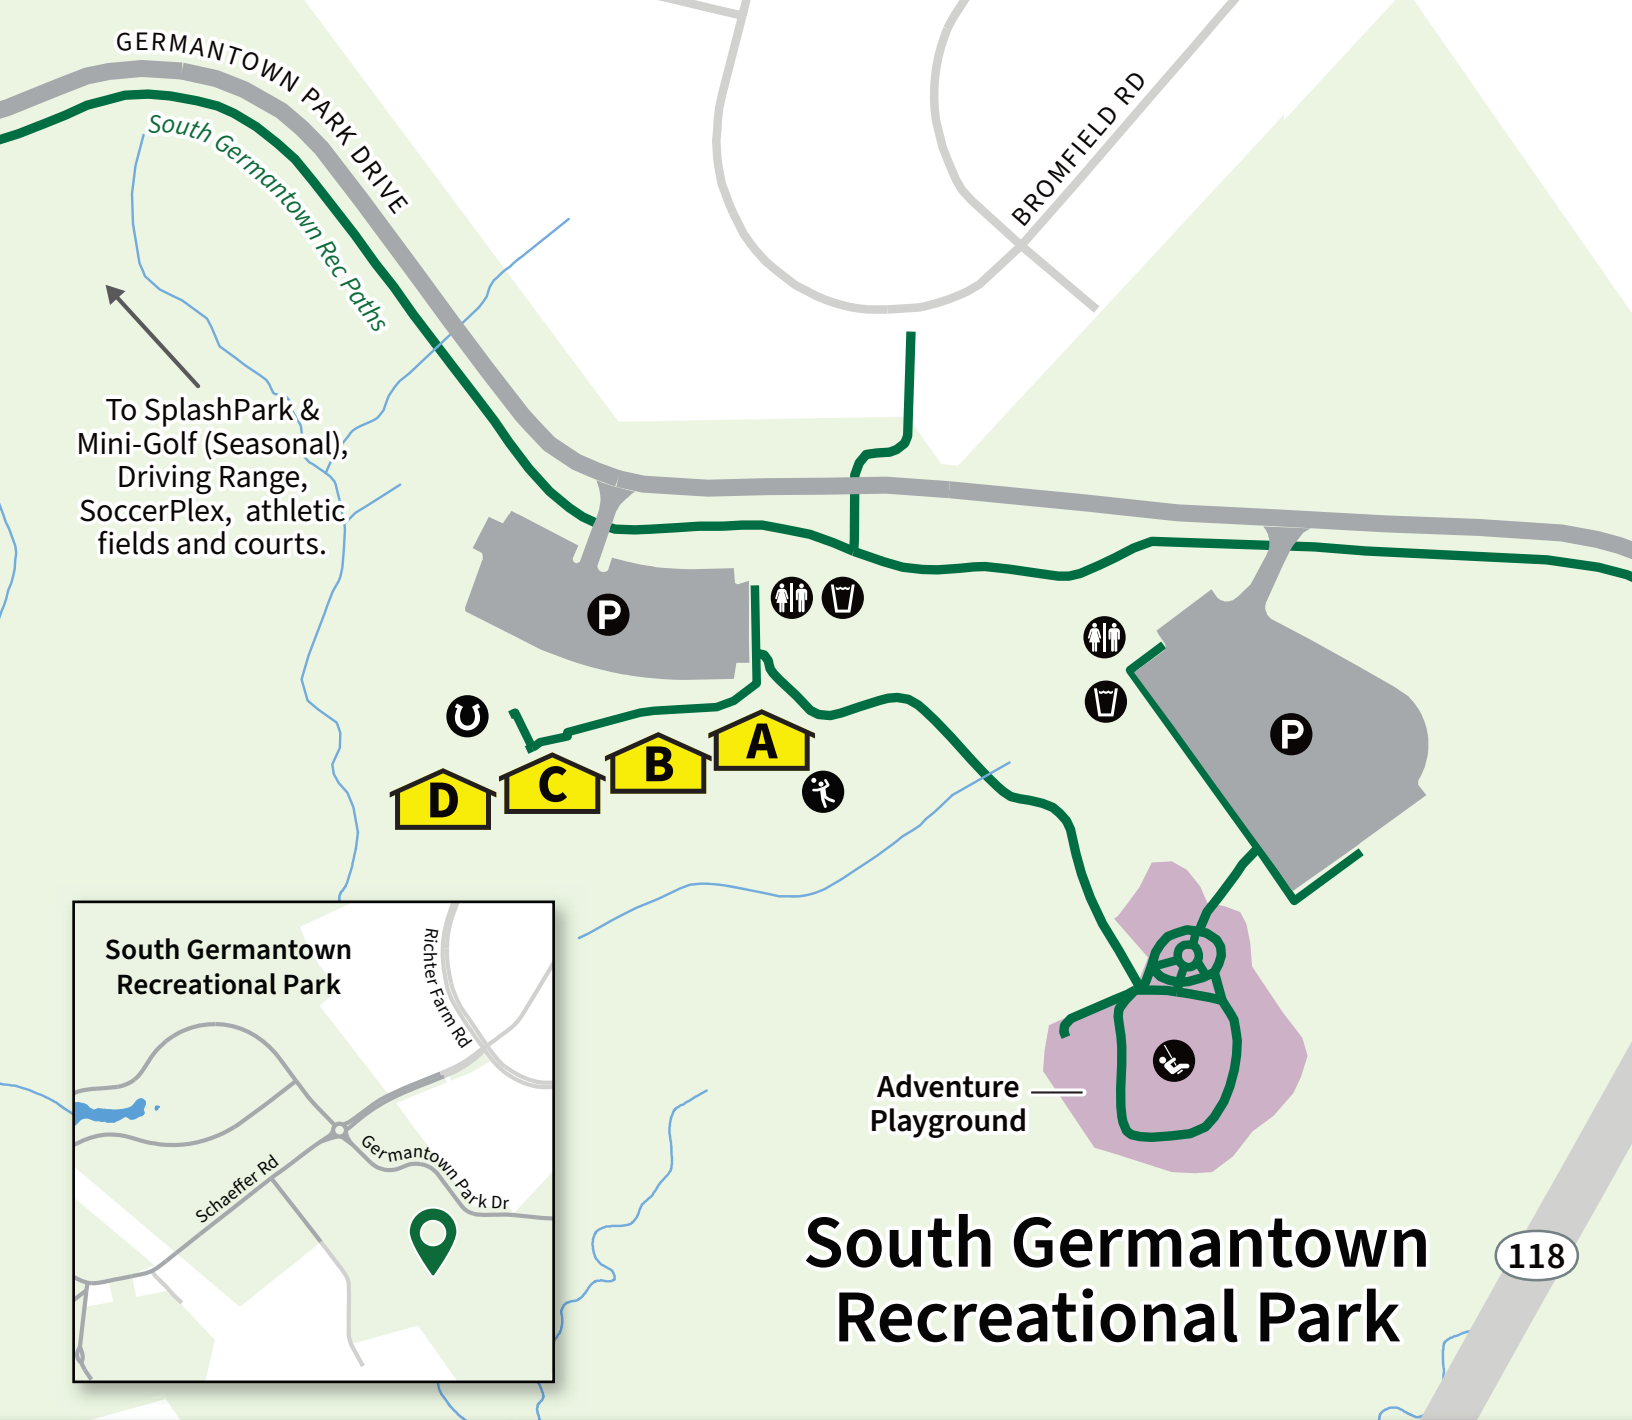 GERMANTOWN PARK DRIVE
South Germantown Rec Paths
BROMFIELD RD
To SplashPark &
Mini-Golf (Seasonal),
Driving Range,
SoccerPlex, athletic
fields and courts.
P
P
A
B
C
D
South Germantown
Recreational Park
Richter Farm Rd
Schaeffer Rd
Germantown Park Dr
Adventure
Playground
South Germantown
Recreational Park
118